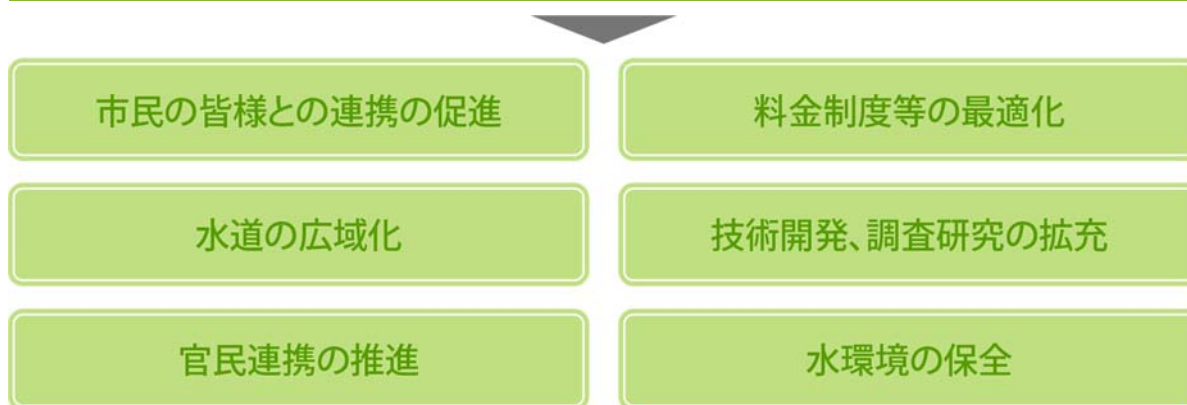 市民の皆様との連携の促進
料金制度等の最適化
水道の広域化
技術開発、調査研究の拡充
官民連携の推進
水環境の保全